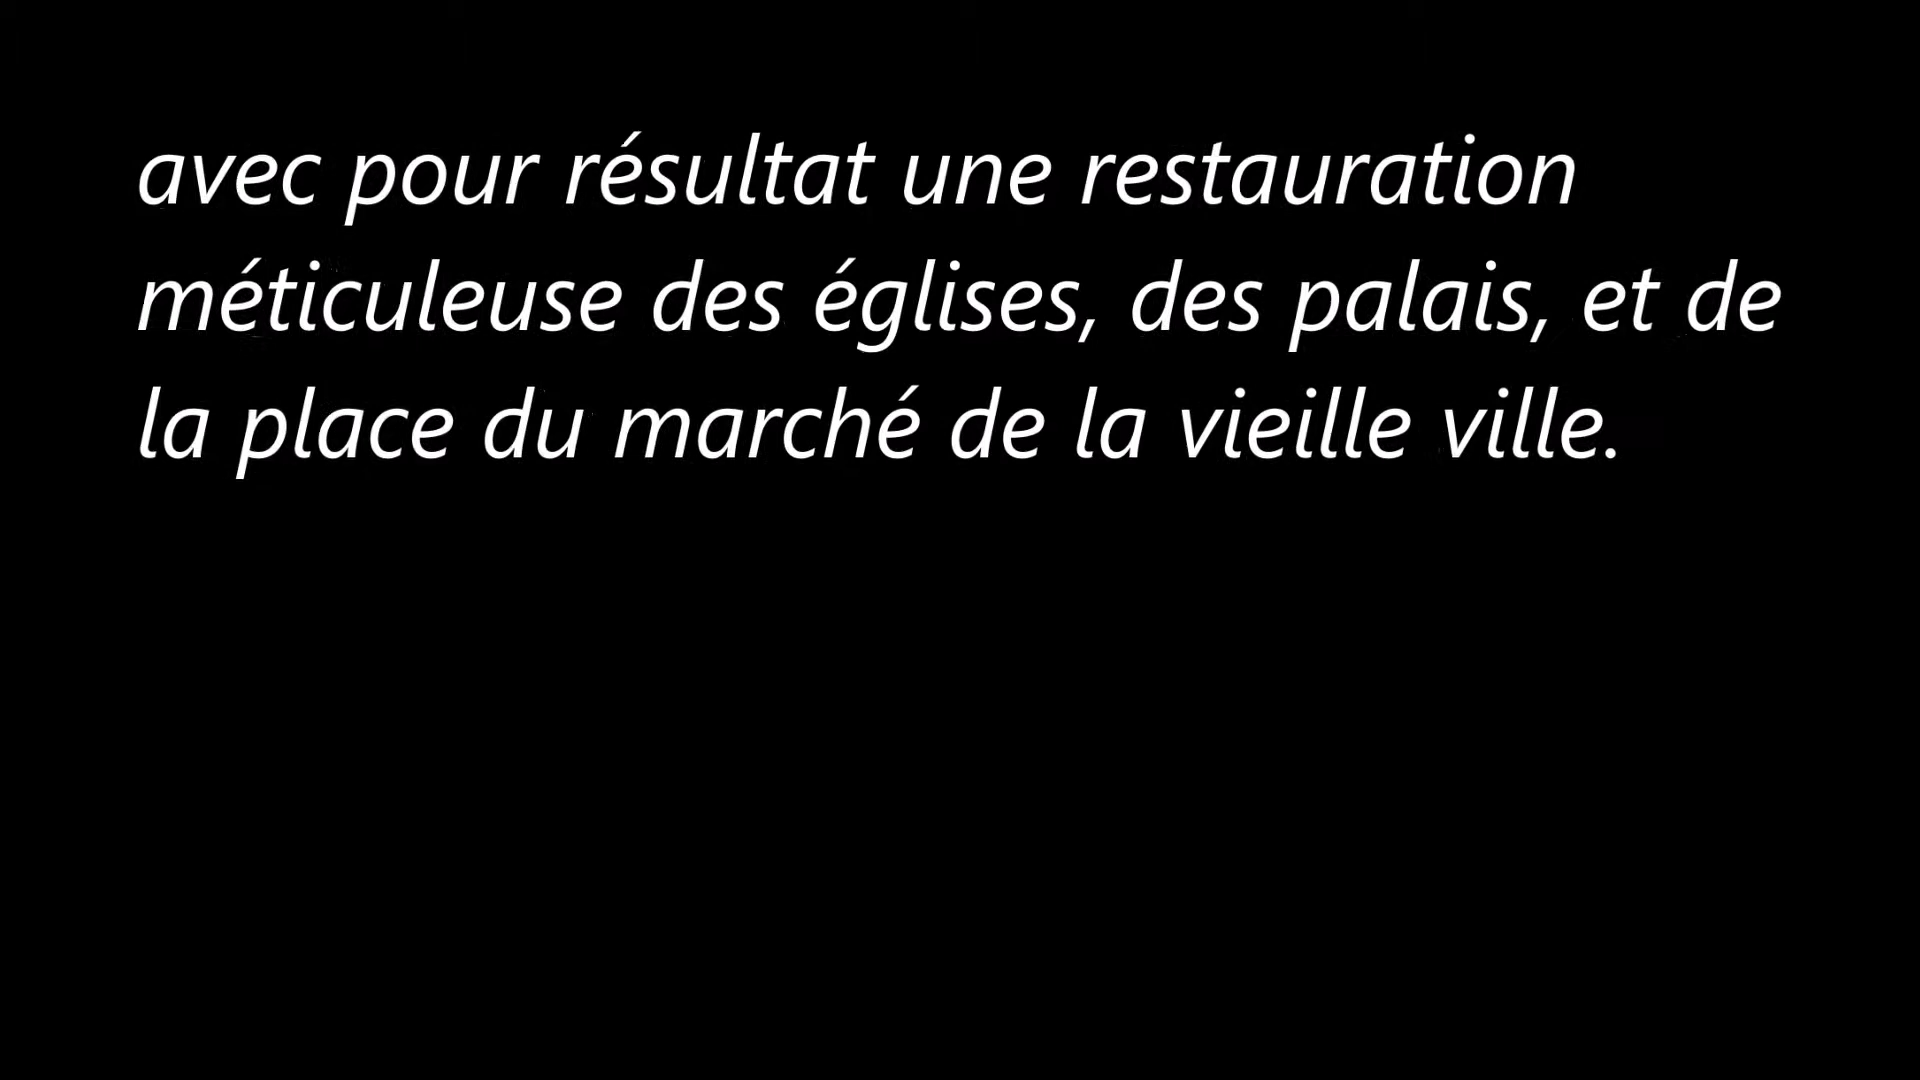 avec pour résultat une restauration
méticuleuse des églises, des palais, et de
la place du marché de la vieille ville.